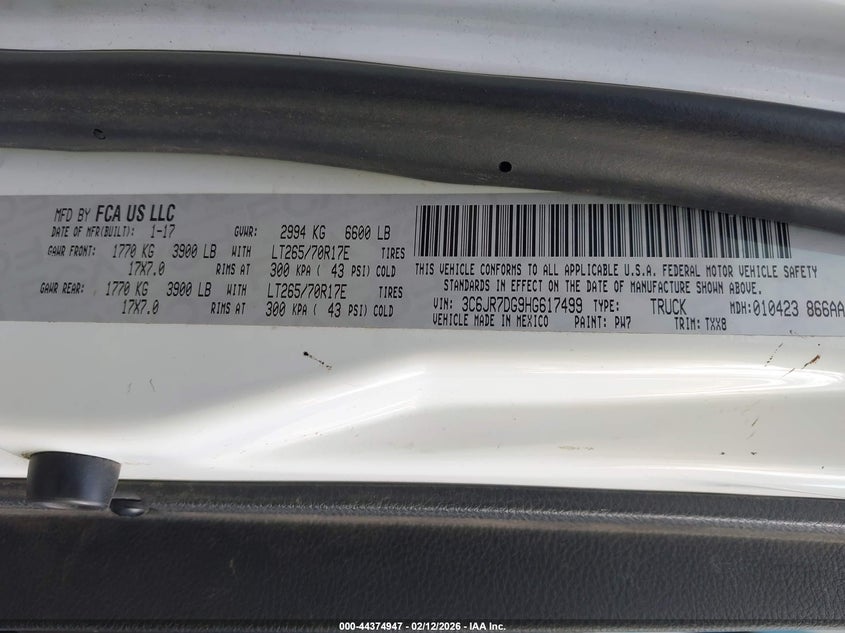 MFD BY FCA US LLC
DATE OF MFR(BUILT): 1-17 GVWR: 2994 KG 6600 LB
GAWR FRONT: 1770 KG 3900 LB WITH LT265/70R17E TIRES
17X7.0 RIMS AT 300 KPA ( 43 PSI) COLD
GAWR REAR: 1770 KG 3900 LB WITH LT265/70R17E TIRES
17X7.0 RIMS AT 300 KPA ( 43 PSI) COLD
THIS VEHICLE CONFORMS TO ALL APPLICABLE U.S.A. FEDERAL MOTOR VEHICLE SAFETY
STANDARDS IN EFFECT ON THE DATE OF MANUFACTURE SHOWN ABOVE.
VIN: 3C6JR7DG9HG617499 TYPE: TRUCK MDH:010423 866AA
VEHICLE MADE IN MEXICO PAINT: PW7 TRIM: TXX8
000-44374947 - 02/12/2026 - IAA Inc.